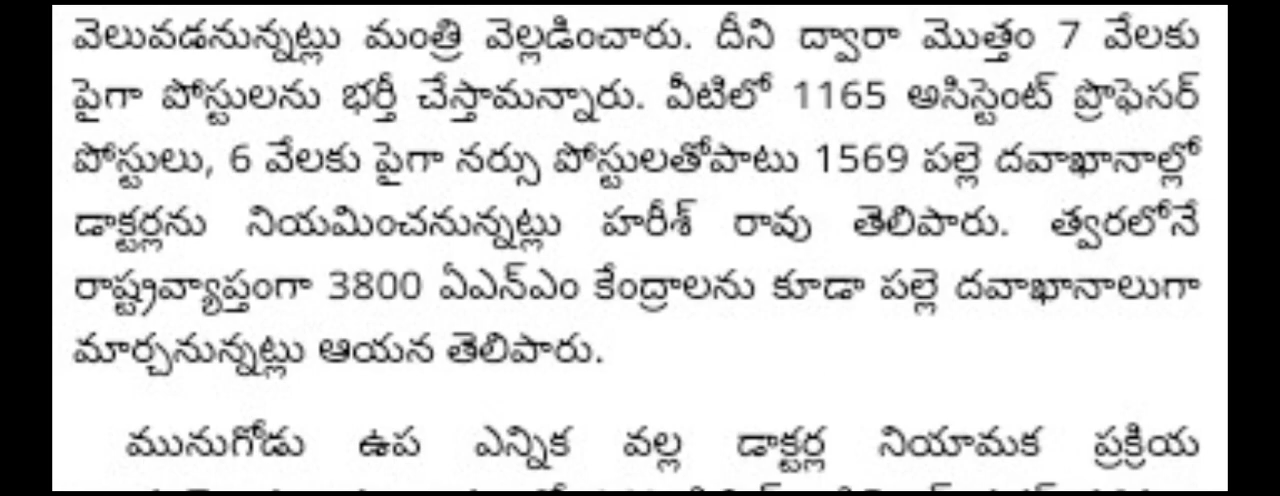 వెలువడనున్నట్లు మంత్రి వెల్లడించారు. దీని ద్వారా మొత్తం 7 వేలకు
పైగా పోస్టులను భర్తీ చేస్తామన్నారు. వీటిలో 1165 అసిస్టెంట్ ప్రొఫెసర్
పోస్టులు, 6 వేలకు పైగా నర్సు పోస్టులతోపాటు 1569 పల్లె దవాఖానాల్లో
డాక్టర్లను నియమించనున్నట్లు హరీశ్ రావు తెలిపారు. త్వరలోనే
రాష్ట్రవ్యాప్తంగా 3800 ఏఎన్ఎం కేంద్రాలను కూడా పల్లె దవాఖానాలుగా
మార్చనున్నట్లు ఆయన తెలిపారు.
మునుగోడు ఉప ఎన్నిక వల్ల డాక్టర్ల నియామక ప్రక్రియ